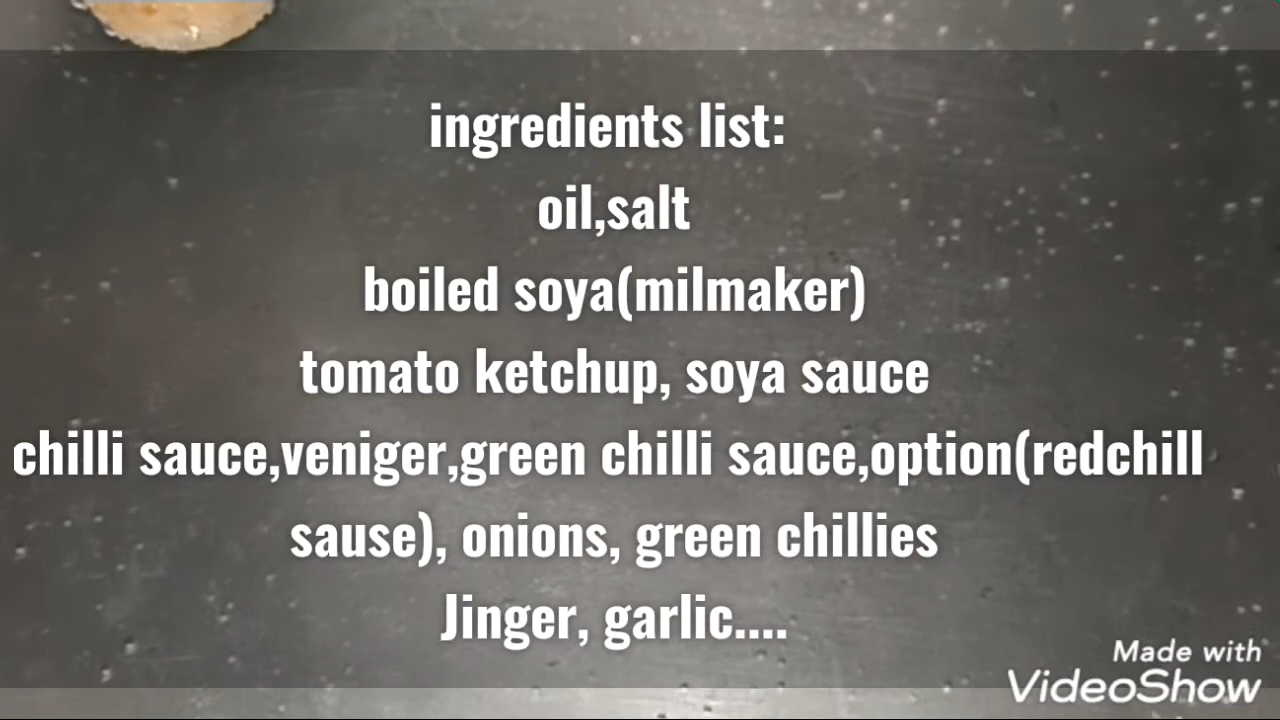 ingredients list:
oil,salt
boiled soya(milmaker)
tomato ketchup, soya sauce
chilli sauce,veniger,green chilli sauce,option(redchill
sause), onions, green chillies
Jinger, garlic....
Made with
VideoShow